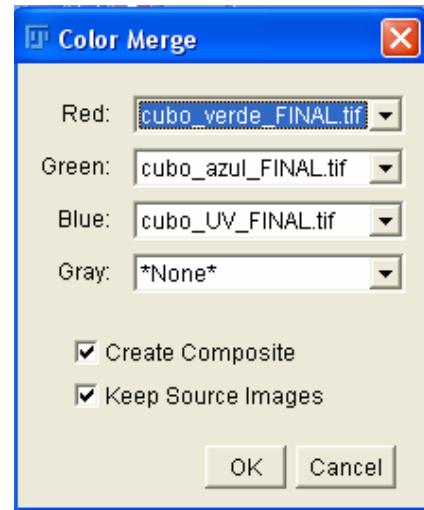 Color Merge
Red: cubo_verde_FINAL.tif
Green: cubo_azul_FINAL.tif
Blue: cubo_UV_FINAL.tif
Gray: *None*
Create Composite
Keep Source Images
OK Cancel